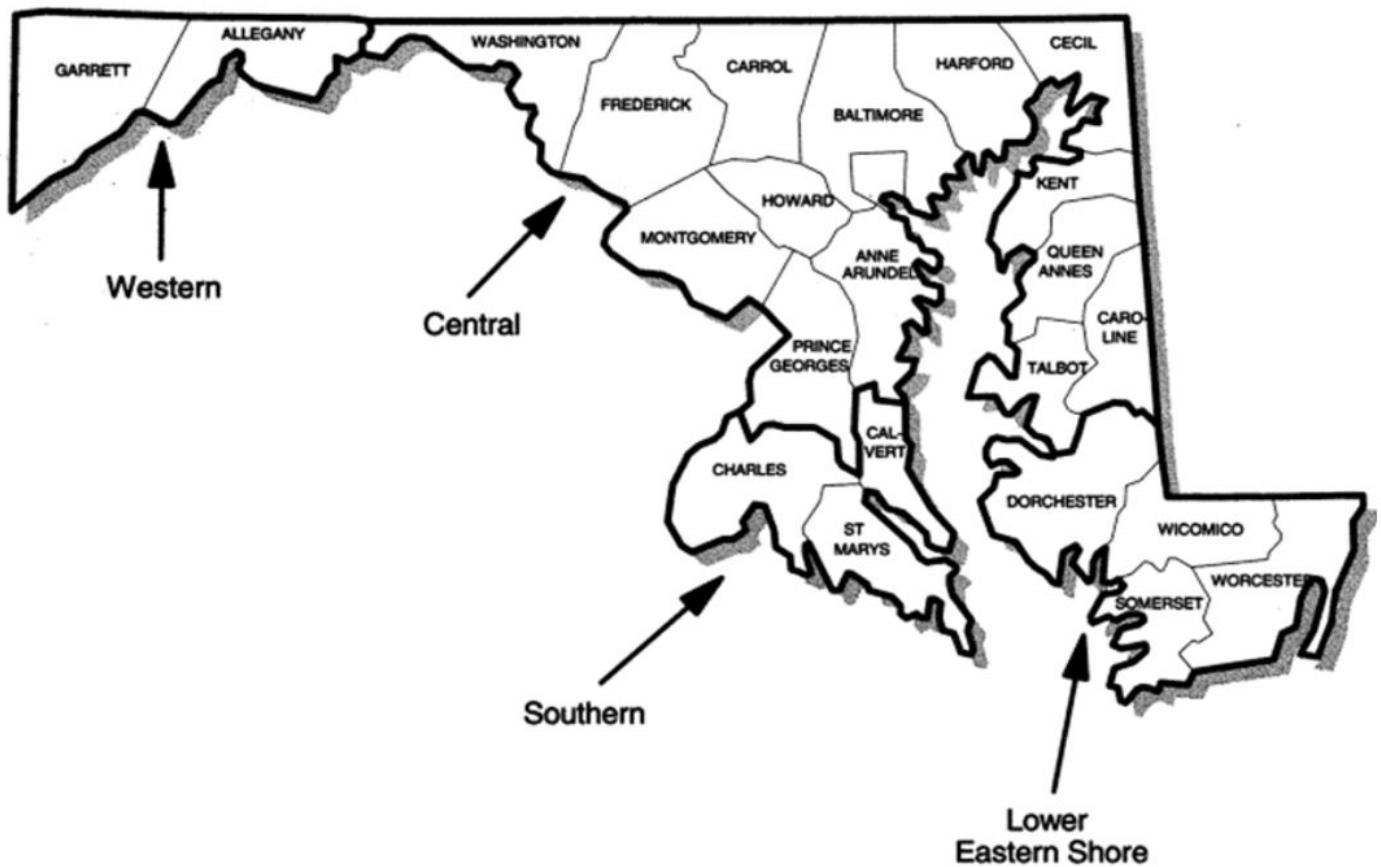 GARRETT
ALLEGANY
WASHINGTON
FREDERICK
CARROL
BALTIMORE
HARFORD
CECIL
KENT
HOWARD
MONTGOMERY
ANNE
ARUNDEL
QUEEN
ANNES
CARO-
LINE
TALBOT
PRINCE
GEORGES
CAL-
VERT
CHARLES
ST
MARYS
DORCHESTER
WICOMICO
WORCESTER
SOMERSET
Western
Central
Southern
Lower
Eastern Shore